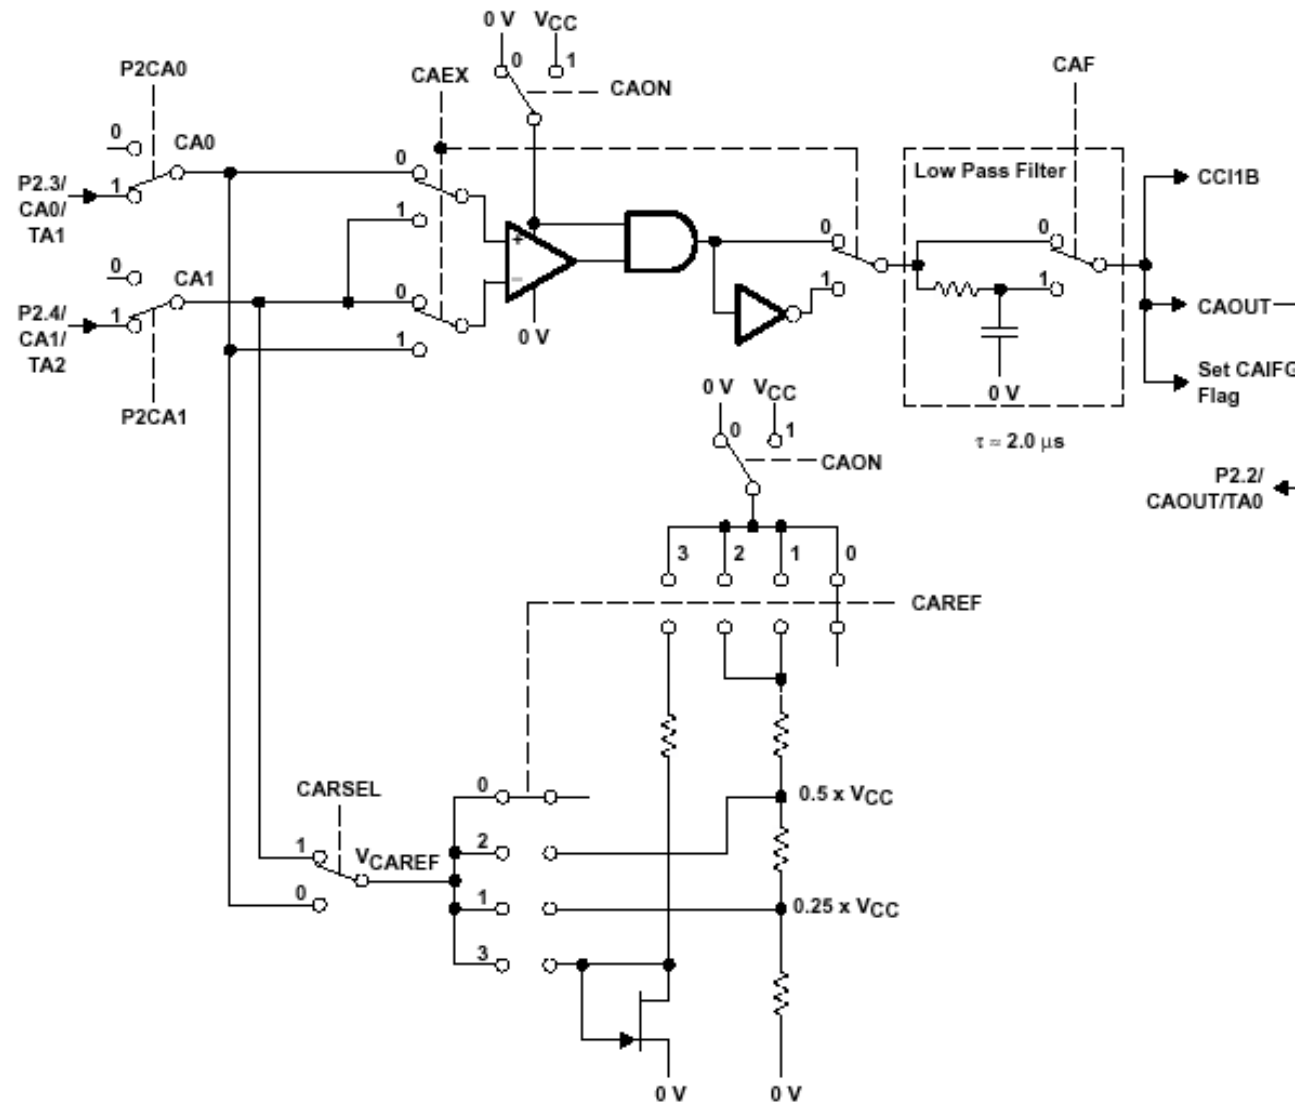 0 V VCC
P2CA0
CAEX
0 1
CAON
CAF
0
CA0
P2.3/
CA0/
TA1
1
0
1
Low Pass Filter
CCI1B
0
CA1
P2.4/
CA1/
TA2
1
0
1
+
−
0 V
0
1
0
1
CAOUT
0 V
Set CAIFG
Flag
P2CA1
τ ≈ 2.0 μs
0 V VCC
0 1
CAON
P2.2/
CAOUT/TA0
3 2 1 0
CAREF
CARSEL
0
0.5 x VCC
1
VCAREF
2
0
1
0.25 x VCC
3
0 V 0 V